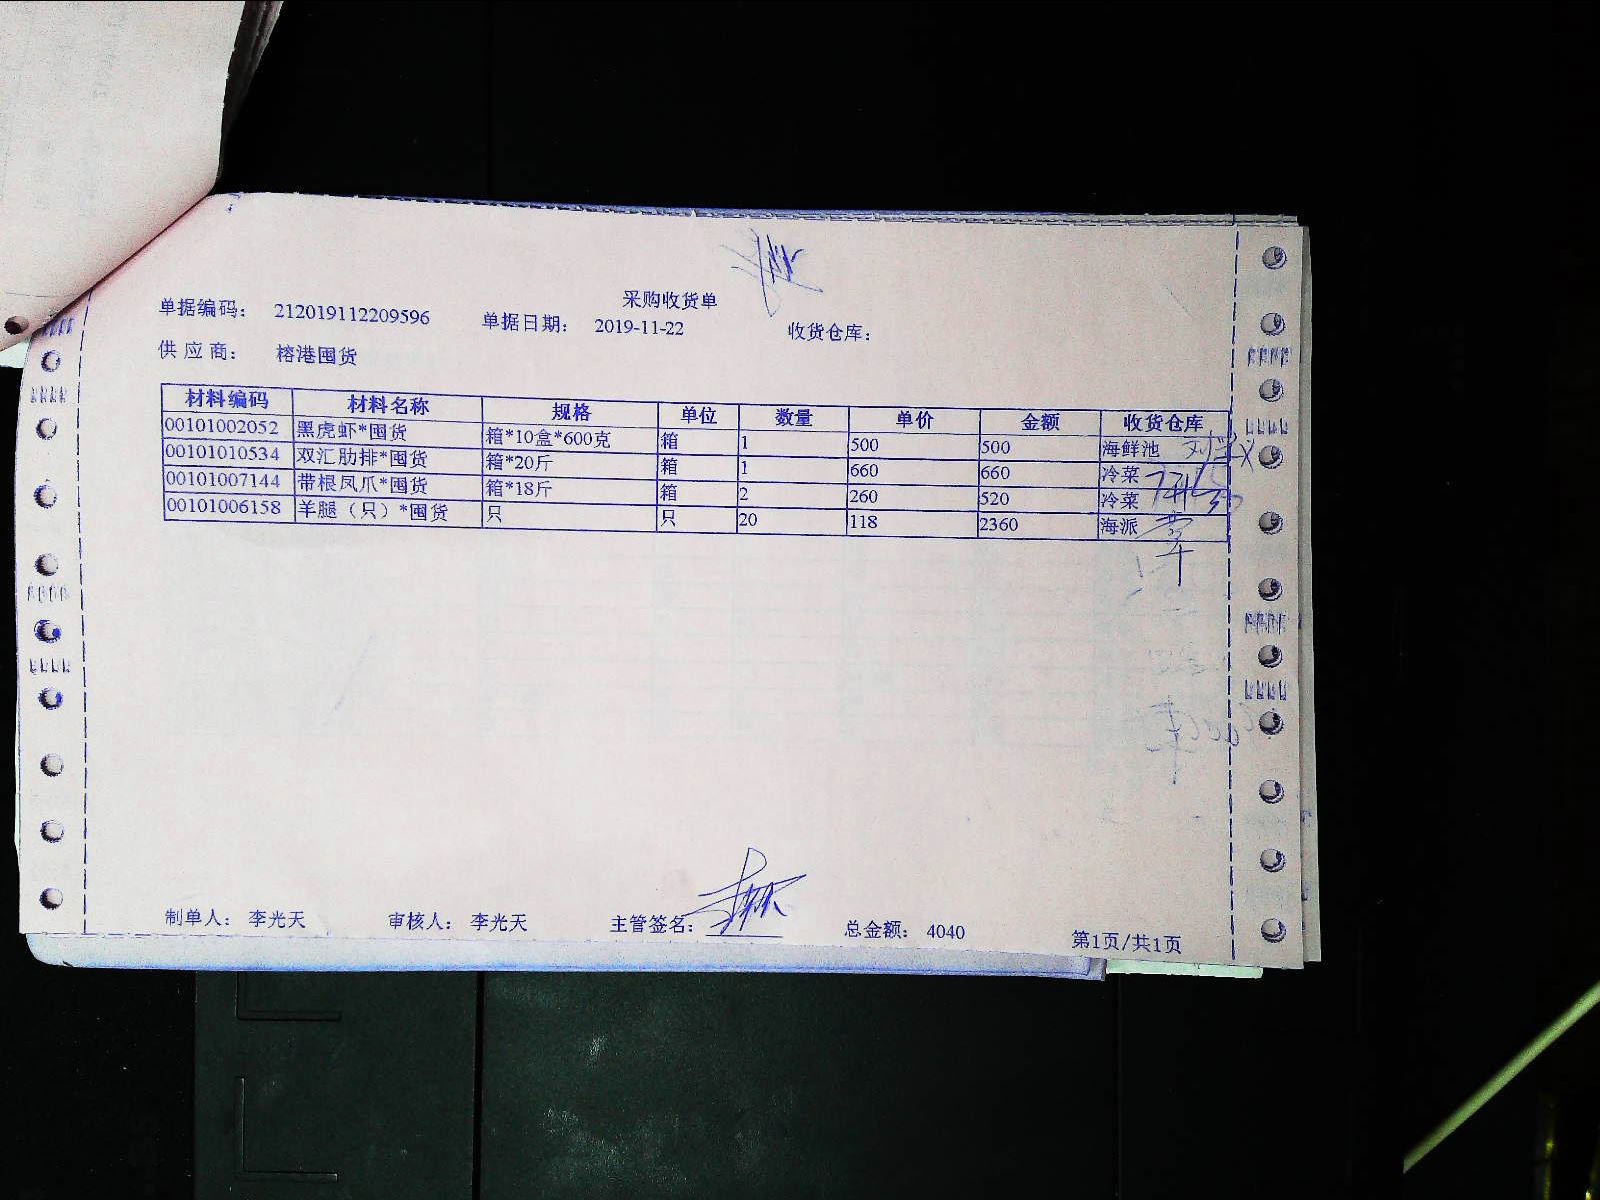 采购收货单
单据编码： 212019112209596 单据日期： 2019-11-22 收货仓库：
供应商： 榕港囤货
材料编码 材料名称 规格 单位 数量 单价 金额 收货仓库
00101002052 黑虎虾*囤货 箱*10盒*600克 箱 1 500 500 海鲜池
00101010534 双汇肋排*囤货 箱*20斤 箱 1 660 660 冷菜
00101007144 带根凤爪*囤货 箱*18斤 箱 2 260 520 冷菜
00101006158 羊腿（只）*囤货 只 只 20 118 2360 海派
制单人： 李光天 审核人： 李光天 主管签名： 总金额： 4040 第1页/共1页